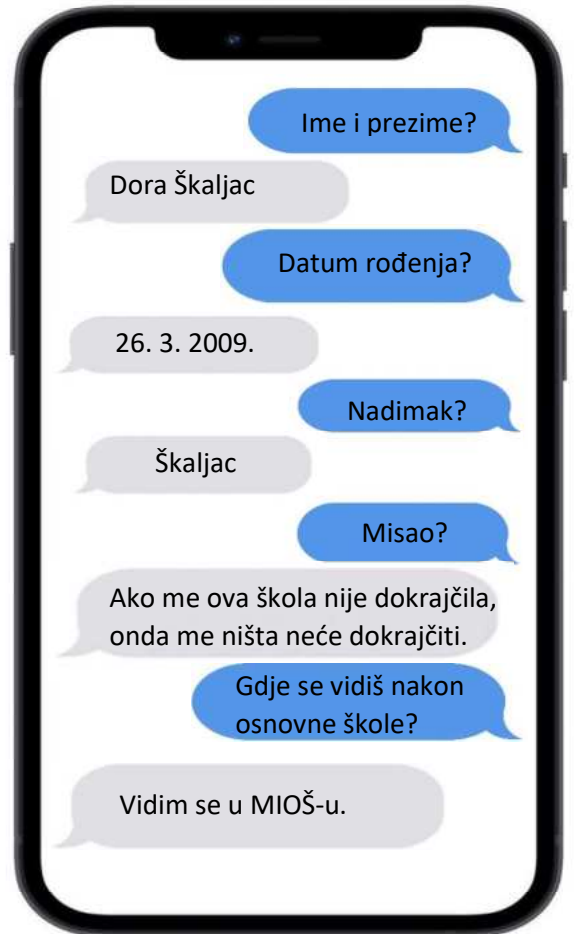 Ime i prezime?
Dora Škaljac
Datum rođenja?
26. 3. 2009.
Nadimak?
Škaljac
Misao?
Ako me ova škola nije dokrajčila,
onda me ništa neće dokrajčiti.
Gdje se vidiš nakon
osnovne škole?
Vidim se u MIOŠ-u.